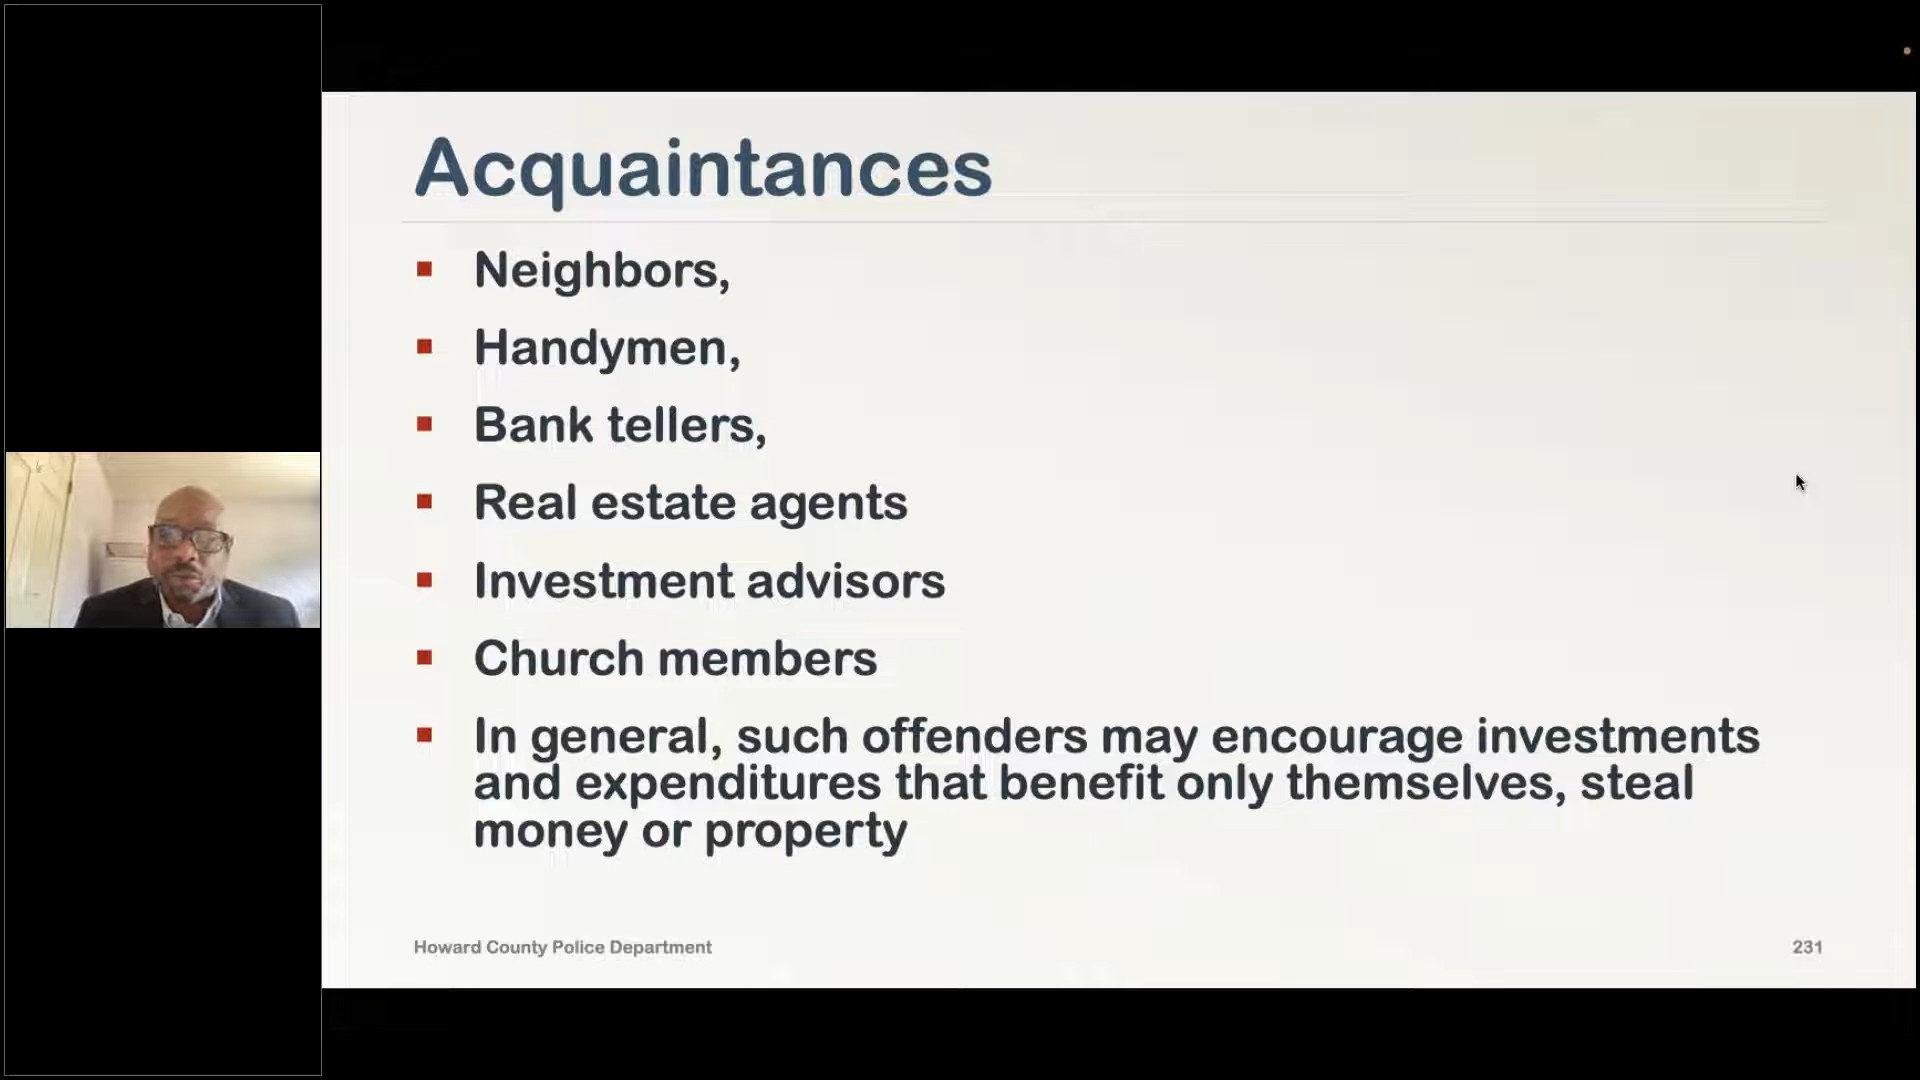 Acquaintances
Neighbors,
Handymen,
Bank tellers,
Real estate agents
Investment advisors
Church members
In general, such offenders may encourage investments
and expenditures that benefit only themselves, steal
money or property
Howard County Police Department
231